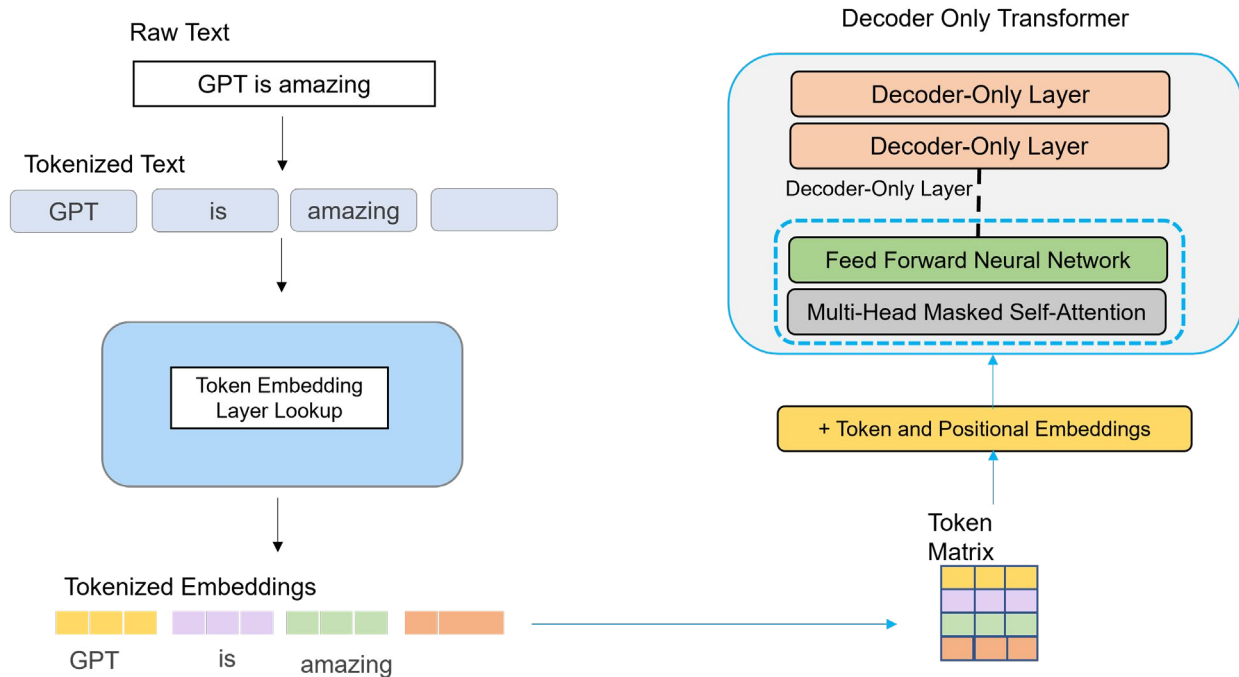 Raw Text
GPT is amazing
Tokenized Text
GPT
is
amazing
Token Embedding
Layer Lookup
Tokenized Embeddings
GPT
is
amazing
Decoder Only Transformer
Decoder-Only Layer
Decoder-Only Layer
Decoder-Only Layer
Feed Forward Neural Network
Multi-Head Masked Self-Attention
+ Token and Positional Embeddings
Token
Matrix